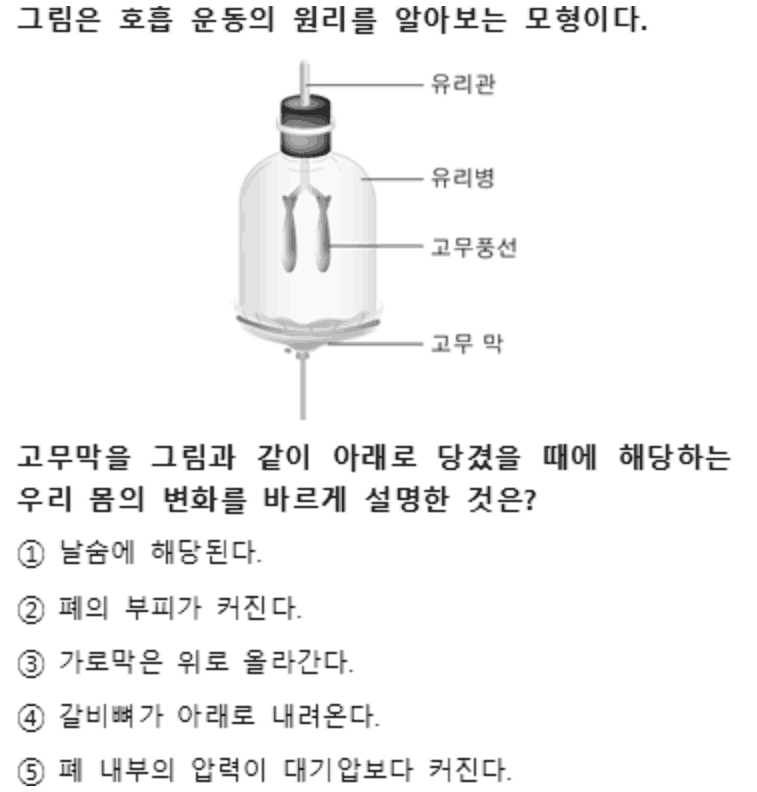 그림은 호흡 운동의 원리를 알아보는 모형이다.
유리관
유리병
고무풍선
고무 막
고무막을 그림과 같이 아래로 당겼을 때에 해당하는
우리 몸의 변화를 바르게 설명한 것은?
① 날숨에 해당된다.
② 폐의 부피가 커진다.
③ 가로막은 위로 올라간다.
④ 갈비뼈가 아래로 내려온다.
⑤ 폐 내부의 압력이 대기압보다 커진다.